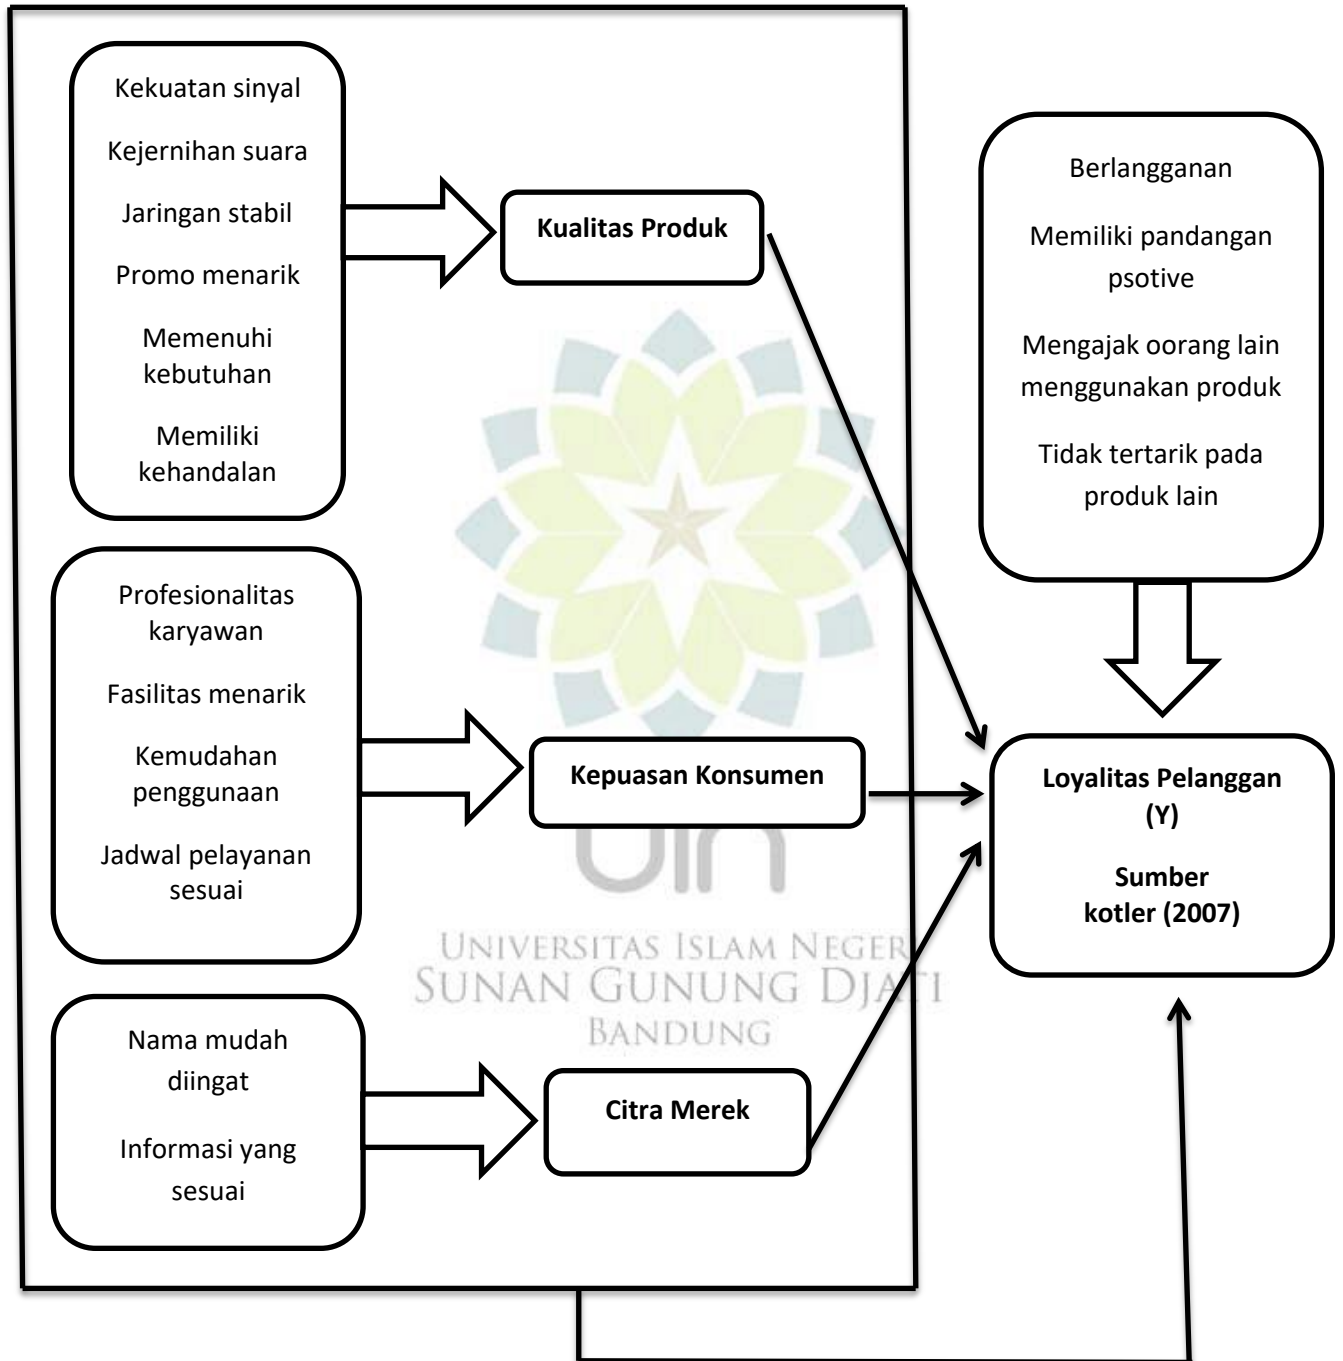 Kekuatan sinyal
Kejernihan suara
Jaringan stabil
Promo menarik
Memenuhi
kebutuhan
Memiliki
kehandalan
Kualitas Produk
Berlangganan
Memiliki pandangan
psotive
Mengajak oorang lain
menggunakan produk
Tidak tertarik pada
produk lain
Profesionalitas
karyawan
Fasilitas menarik
Kemudahan
penggunaan
Jadwal pelayanan
sesuai
Kepuasan Konsumen
Loyalitas Pelanggan
(Y)
Sumber
kotler (2007)
uin
UNIVERSITAS ISLAM NEGERI
SUNAN GUNUNG DJATI
BANDUNG
Nama mudah
diingat
Informasi yang
sesuai
Citra Merek